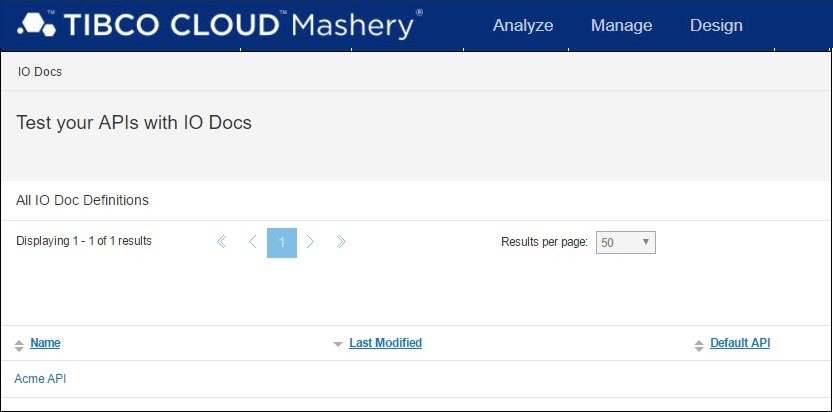 TIBCO CLOUD™ Mashery® Analyze Manage Design
IO Docs
Test your APIs with IO Docs
All IO Doc Definitions
Displaying 1 - 1 of 1 results 1 Results per page: 50
Name Last Modified Default API
Acme API